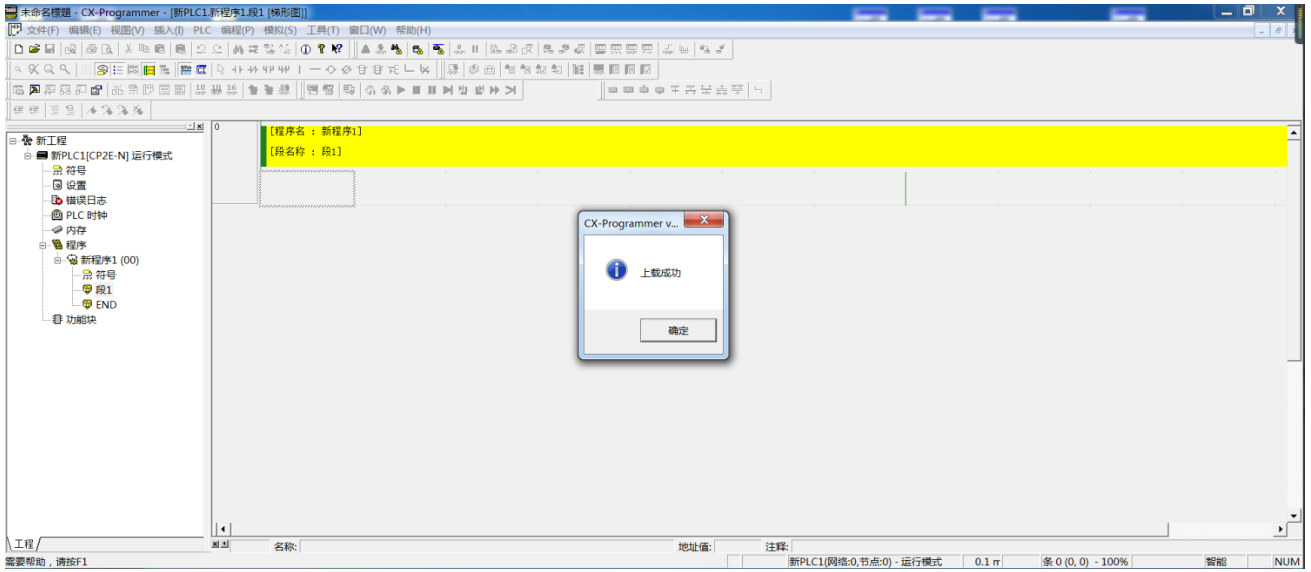 未命名標題 - CX-Programmer - [新PLC1.新程序1.段1 [梯形图]]
文件(F) 编辑(E) 视图(V) 插入(I) PLC 编程(P) 模拟(S) 工具(T) 窗口(W) 帮助(H)
0
[程序名 : 新程序1]
[段名称 : 段1]
新工程
新PLC1[CP2E-N] 运行模式
符号
设置
错误日志
PLC 时钟
内存
程序
新程序1 (00)
符号
段1
END
功能块
CX-Programmer v...
上载成功
确定
工程
名称:
地址值:
注释:
需要帮助，请按F1
新PLC1(网络:0,节点:0) - 运行模式
0.1 m
条 0 (0, 0) - 100%
智能
NUM